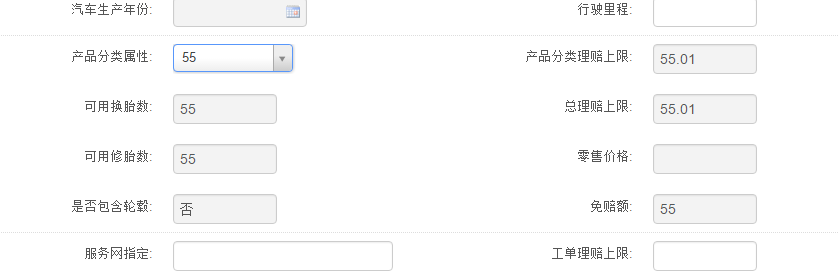 汽车生产年份: 行驶里程:
产品分类属性: 55 产品分类理赔上限: 55.01
可用换胎数: 55 总理赔上限: 55.01
可用修胎数: 55 零售价格:
是否包含轮毂: 否 免赔额: 55
服务网指定: 工单理赔上限: